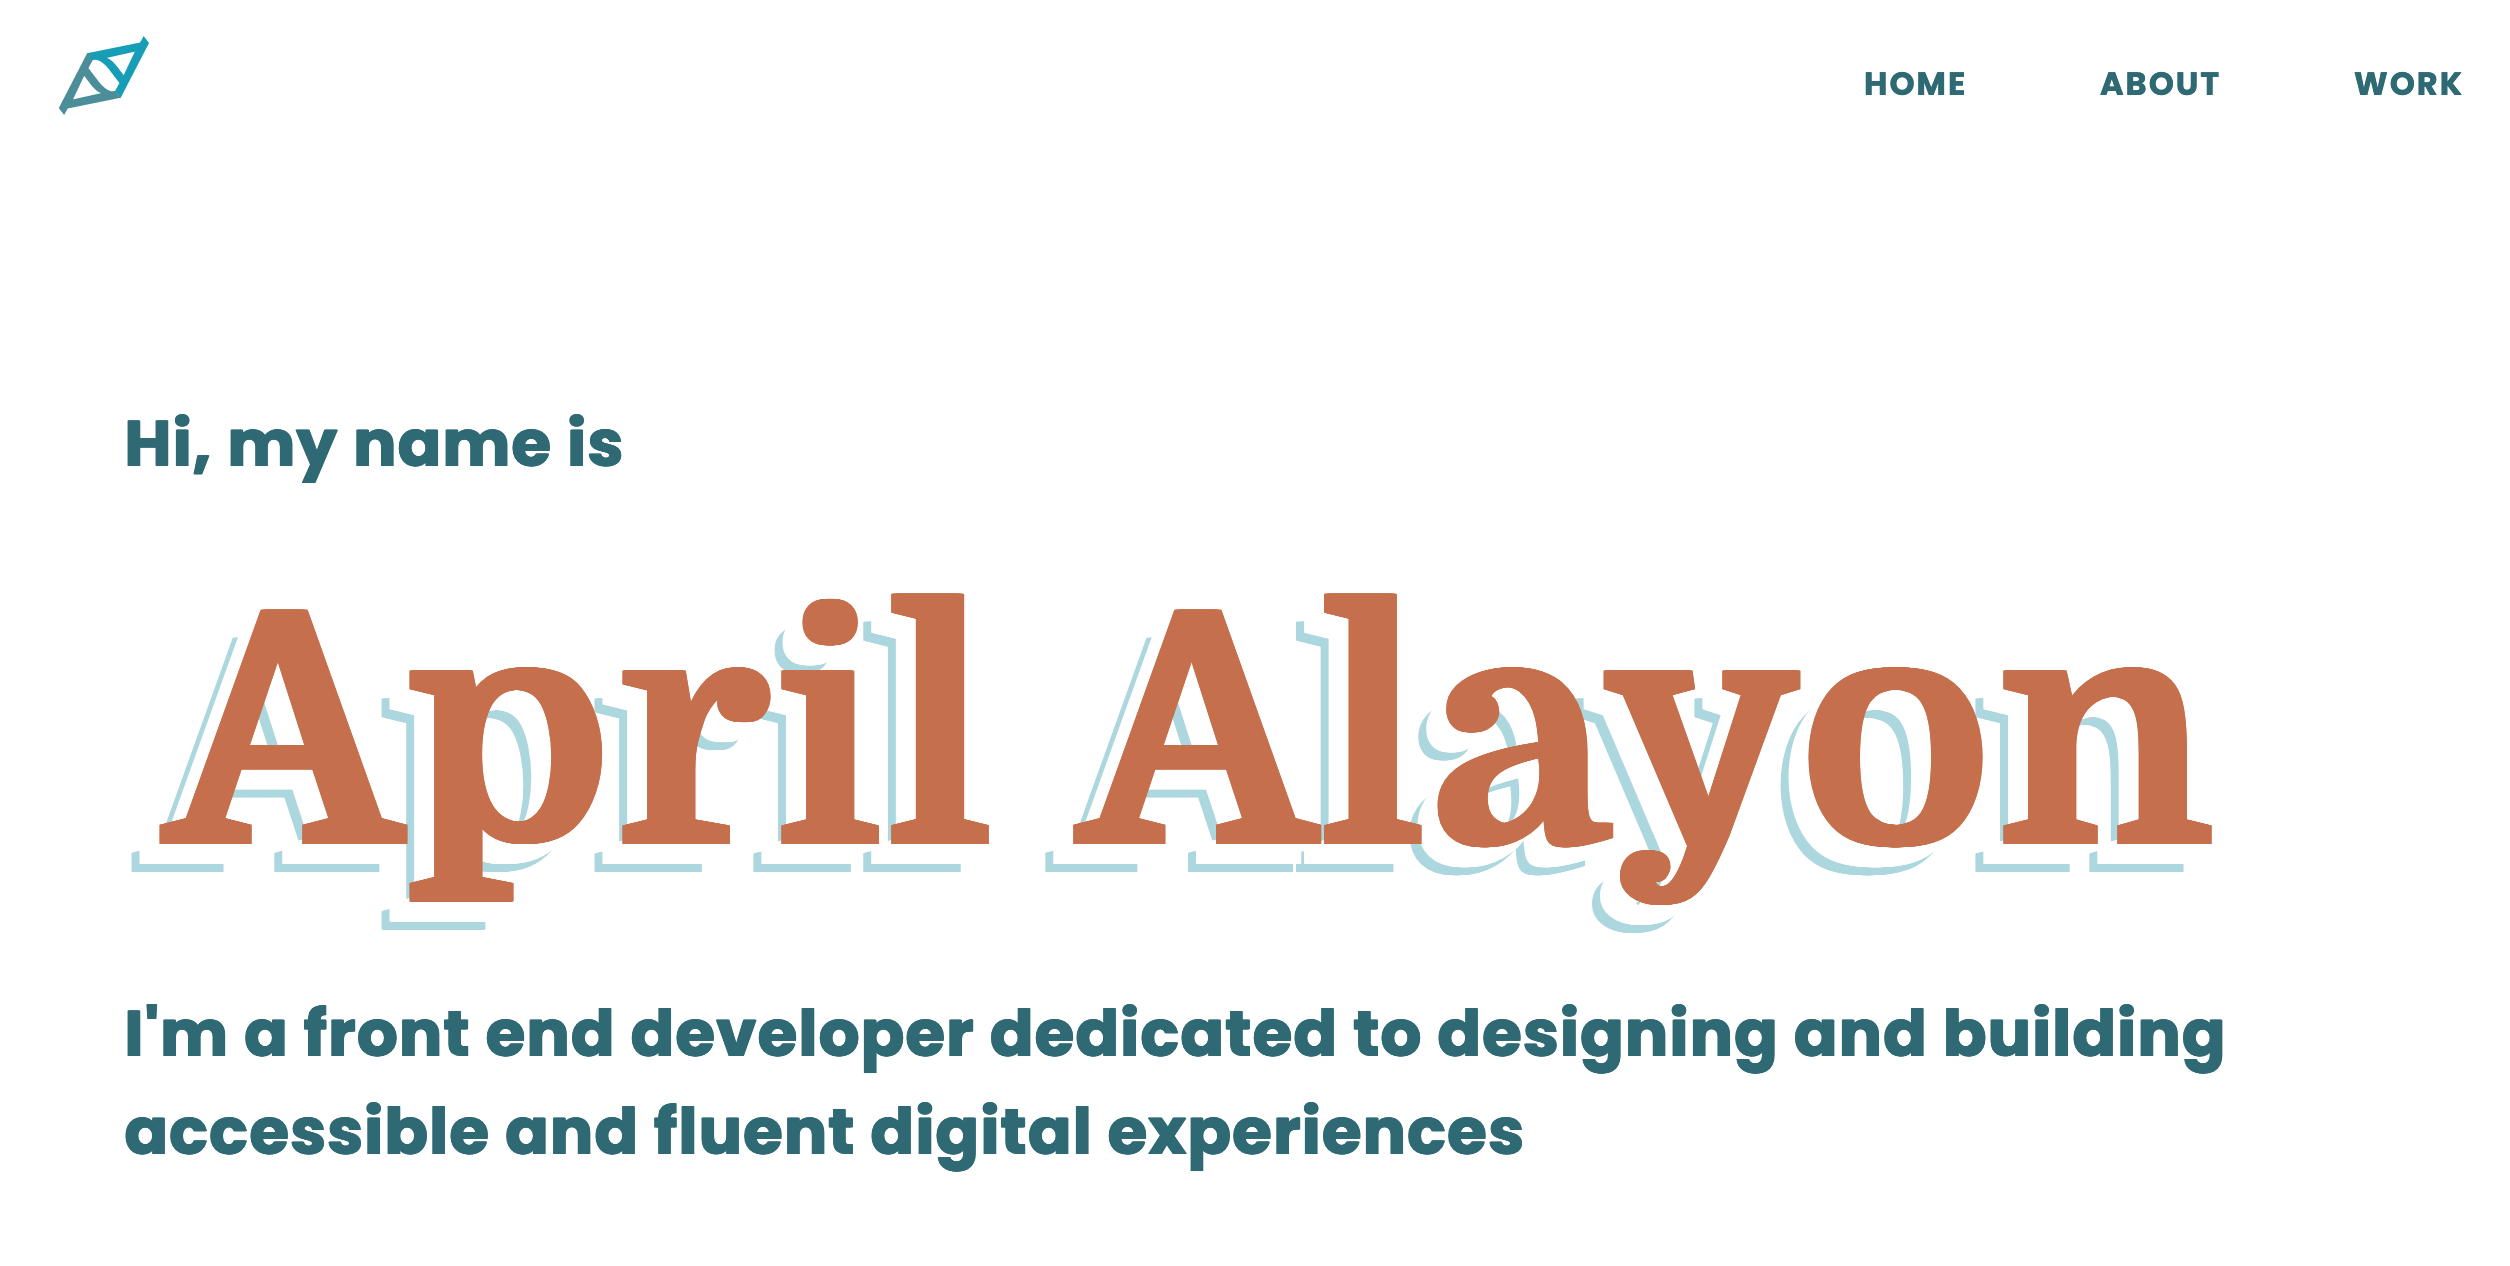 HOME ABOUT WORK
Hi, my name is
April Alayon
I'm a front end developer dedicated to designing and building
accessible and fluent digital experiences